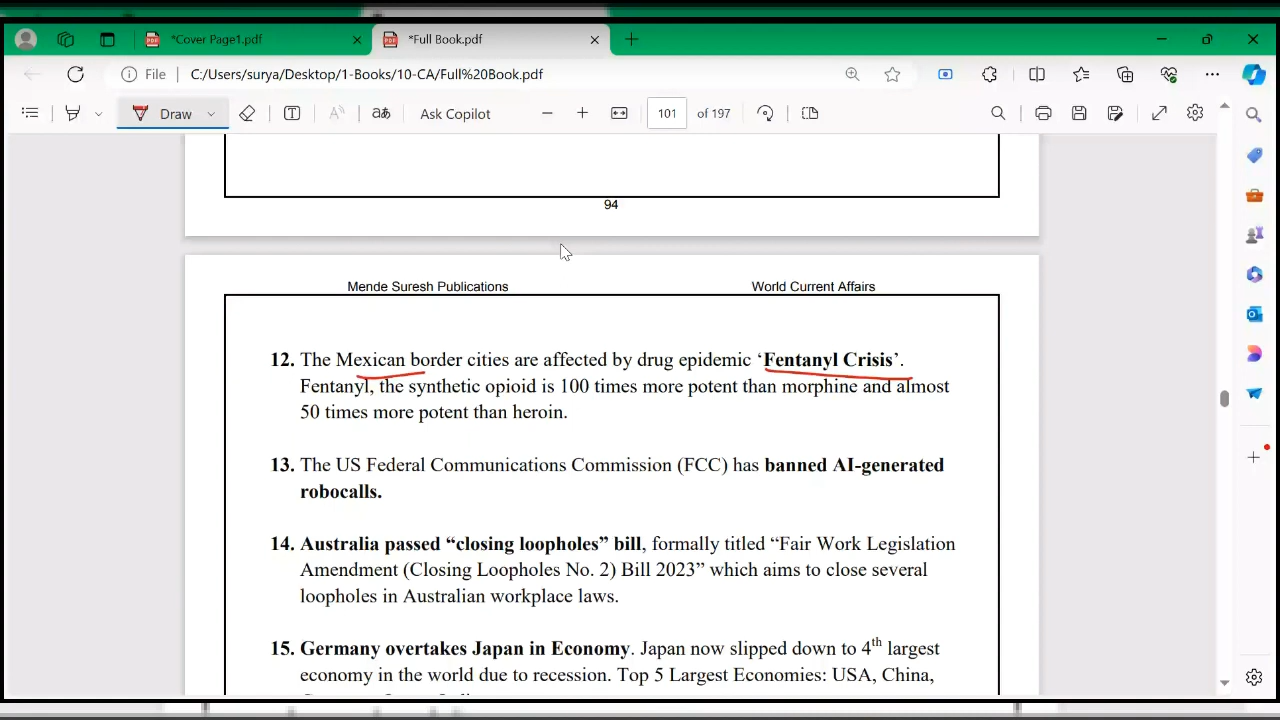 *Cover Page1.pdf
*Full Book.pdf
File
C:/Users/surya/Desktop/1-Books/10-CA/Full%20Book.pdf
Draw
Ask Copilot
101 of 197
94
Mende Suresh Publications
World Current Affairs
12. The Mexican border cities are affected by drug epidemic ‘Fentanyl Crisis’.
Fentanyl, the synthetic opioid is 100 times more potent than morphine and almost
50 times more potent than heroin.
13. The US Federal Communications Commission (FCC) has banned AI-generated
robocalls.
14. Australia passed “closing loopholes” bill, formally titled “Fair Work Legislation
Amendment (Closing Loopholes No. 2) Bill 2023” which aims to close several
loopholes in Australian workplace laws.
15. Germany overtakes Japan in Economy. Japan now slipped down to 4th largest
economy in the world due to recession. Top 5 Largest Economies: USA, China,